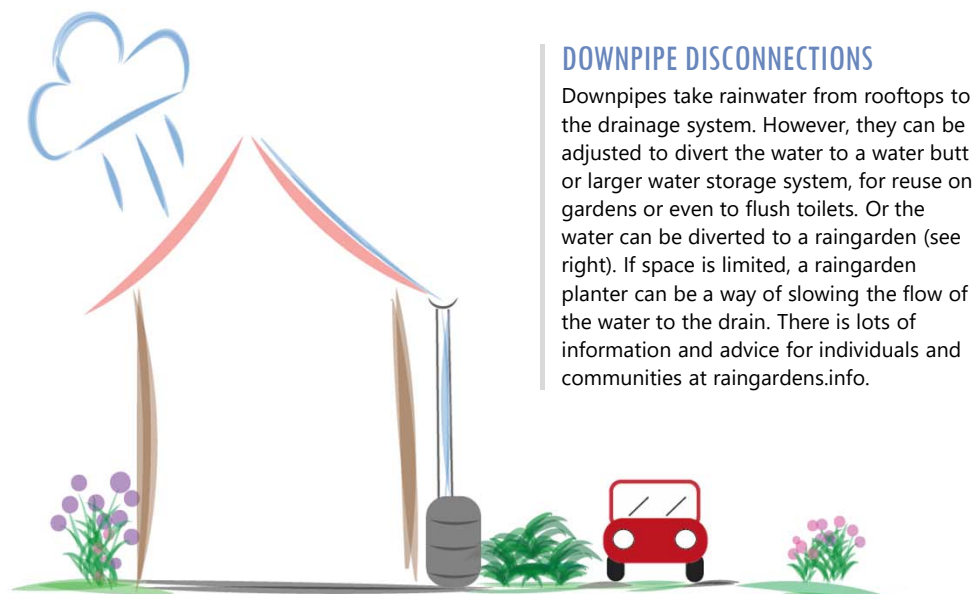 DOWNPIPE DISCONNECTIONS
Downpipes take rainwater from rooftops to
the drainage system. However, they can be
adjusted to divert the water to a water butt
or larger water storage system, for reuse on
gardens or even to flush toilets. Or the
water can be diverted to a raingarden (see
right). If space is limited, a raingarden
planter can be a way of slowing the flow of
the water to the drain. There is lots of
information and advice for individuals and
communities at raingardens.info.